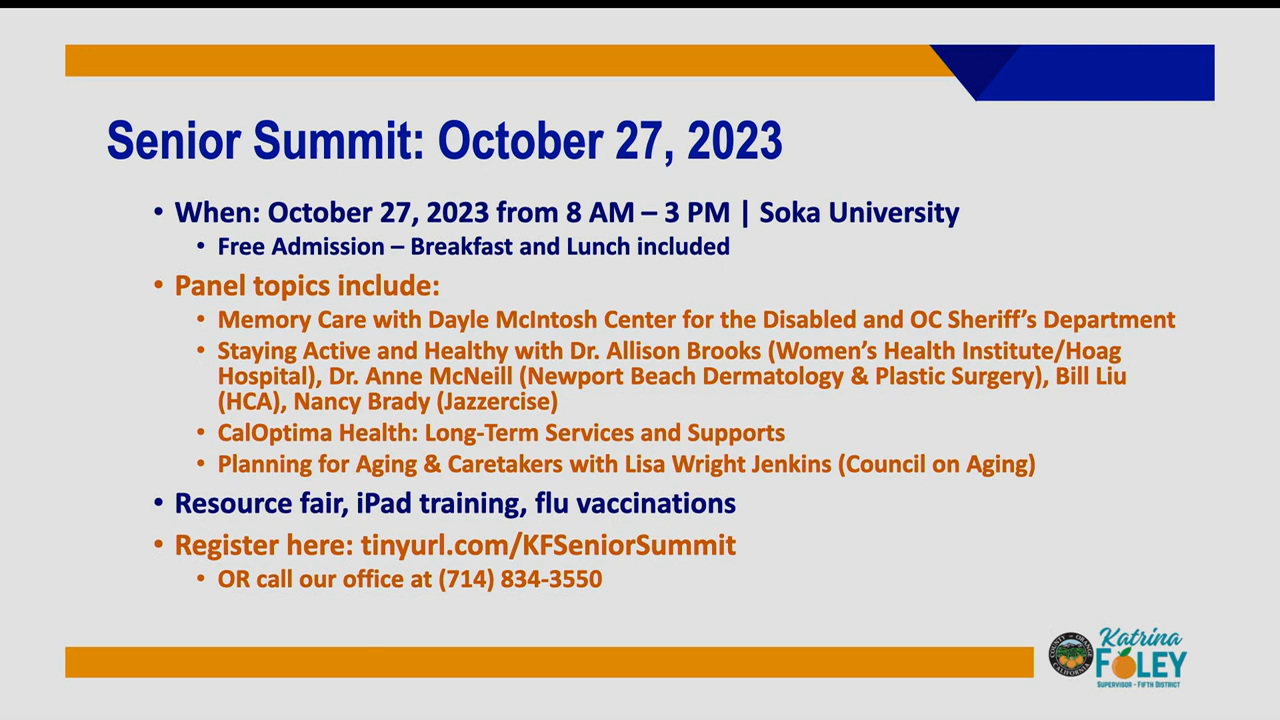 Senior Summit: October 27, 2023
• When: October 27, 2023 from 8 AM – 3 PM | Soka University
• Free Admission – Breakfast and Lunch included
• Panel topics include:
• Memory Care with Dayle McIntosh Center for the Disabled and OC Sheriff's Department
• Staying Active and Healthy with Dr. Allison Brooks (Women's Health Institute/Hoag
Hospital), Dr. Anne McNeill (Newport Beach Dermatology & Plastic Surgery), Bill Liu
(HCA), Nancy Brady (Jazzercise)
• CalOptima Health: Long-Term Services and Supports
• Planning for Aging & Caretakers with Lisa Wright Jenkins (Council on Aging)
• Resource fair, iPad training, flu vaccinations
• Register here: tinyurl.com/KFSeniorSummit
• OR call our office at (714) 834-3550
COUNTY OF ORANGE
CALIFORNIA
Katrina
FOLEY
SUPERVISOR - FIFTH DISTRICT